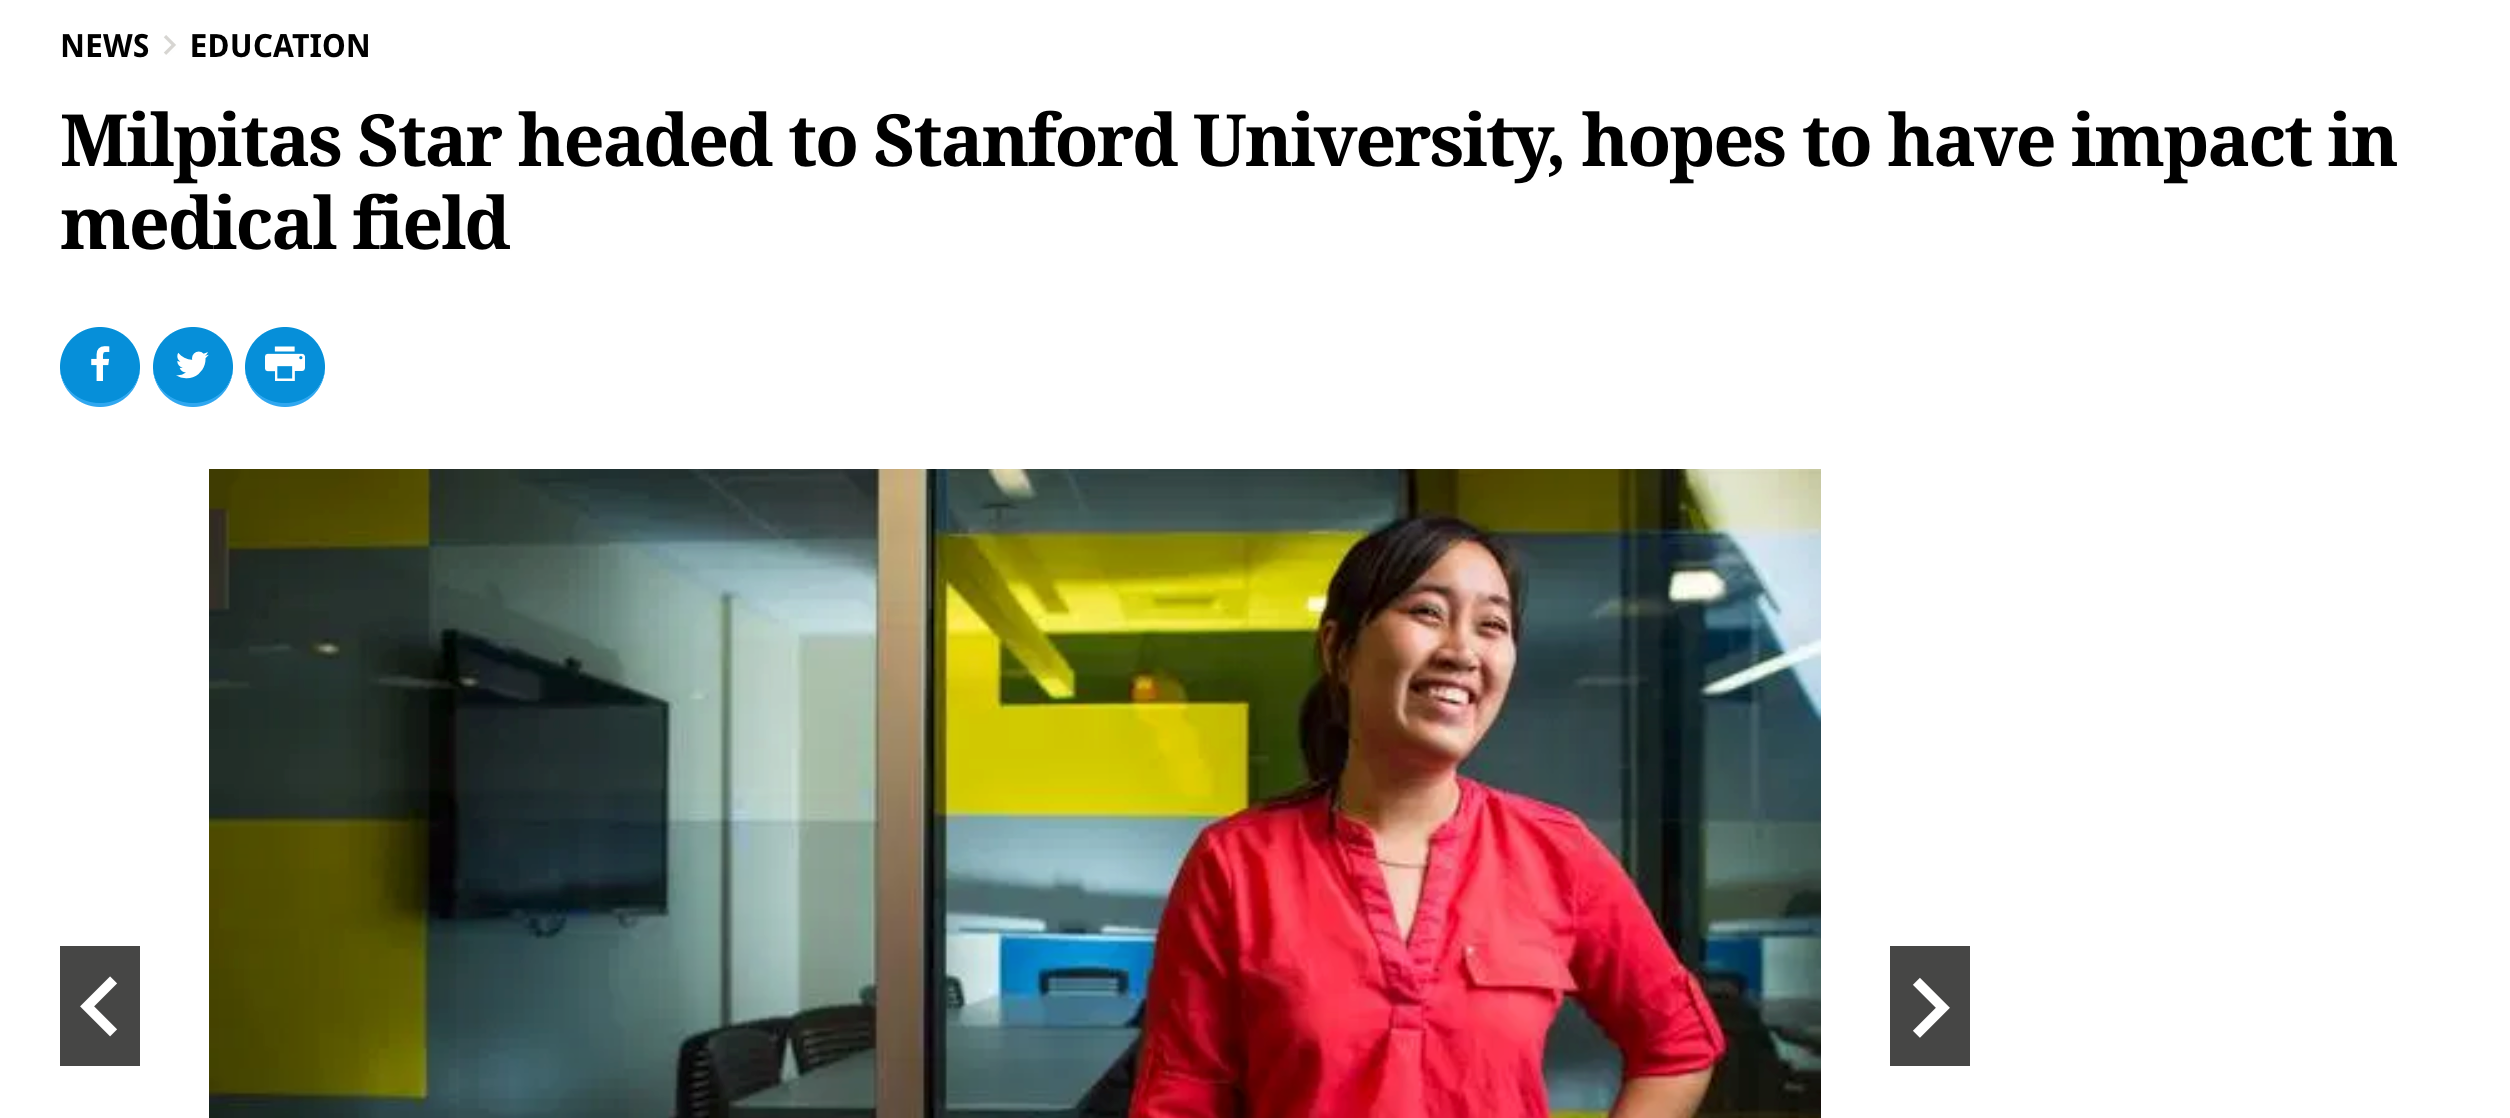 NEWS > EDUCATION
Milpitas Star headed to Stanford University, hopes to have impact in
medical field